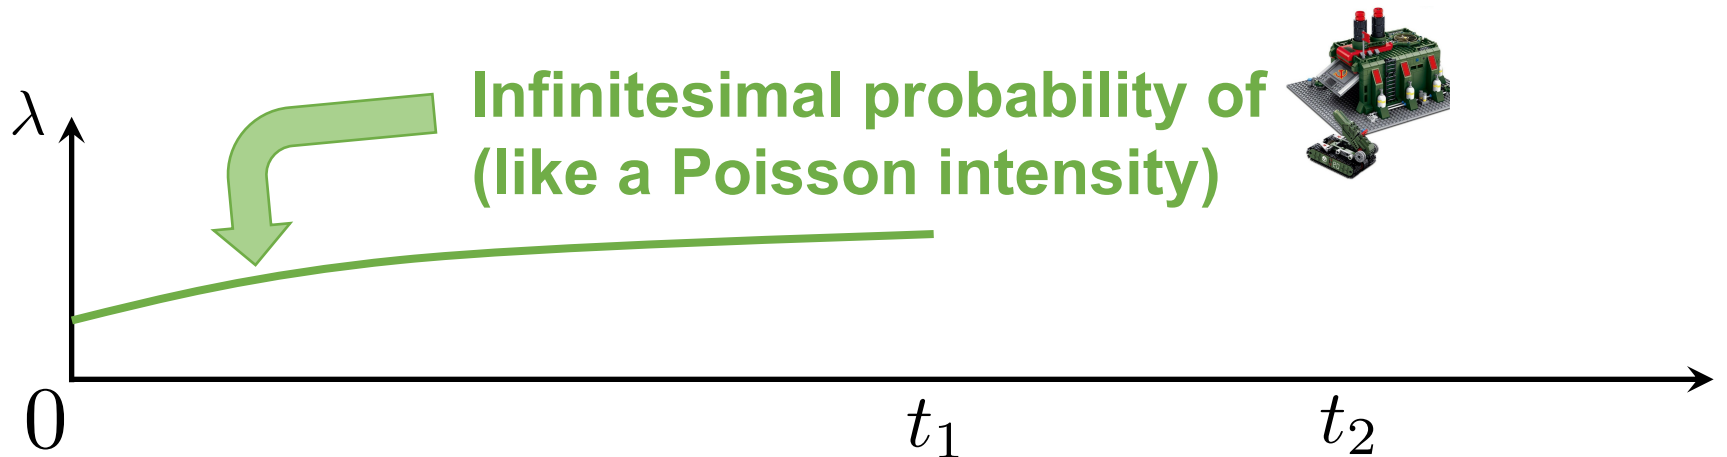 Infinitesimal probability of
(like a Poisson intensity)
λ
0
t₁
t₂